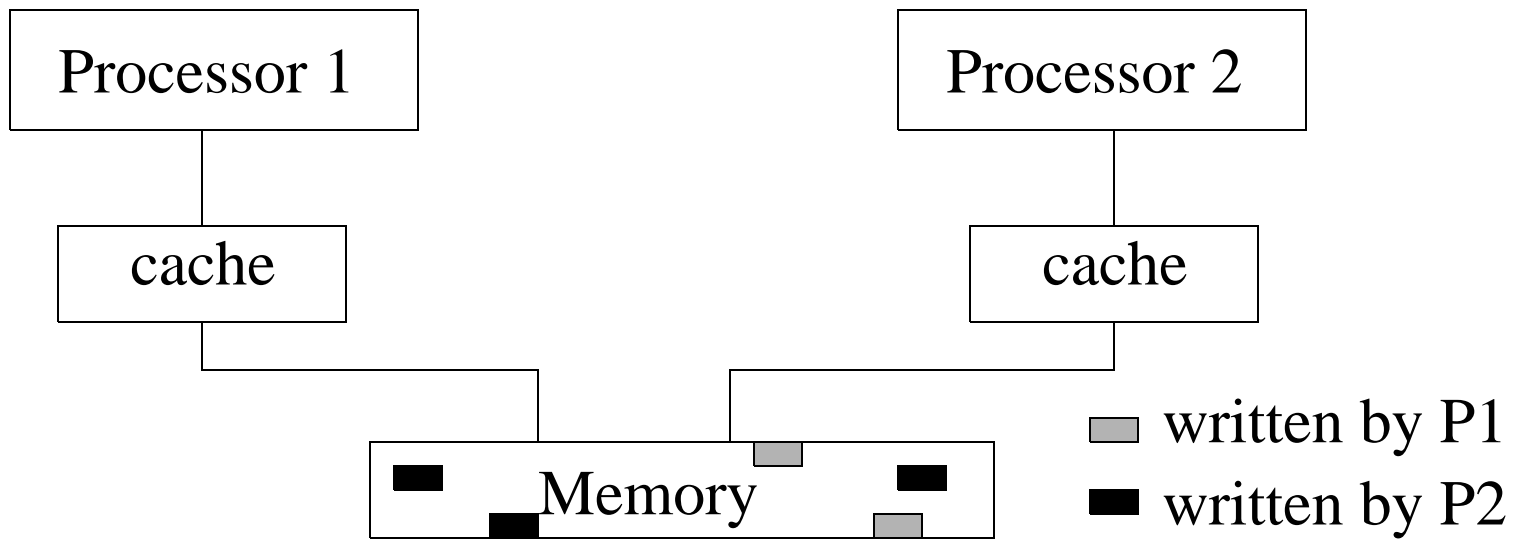 Processor 1
Processor 2
cache
cache
written by P1
Memory
written by P2